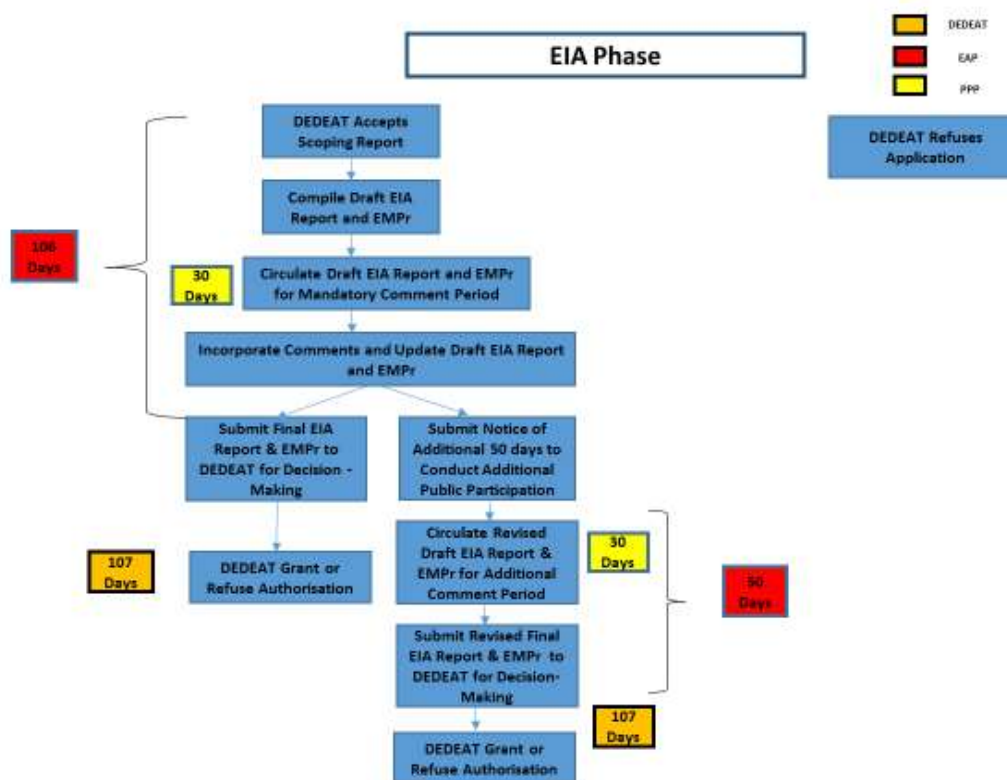 EIA Phase
DEDEAT
EAP
PPP
DEDEAT Accepts
Scoping Report
DEDEAT Refuses
Application
Compile Draft EIA
Report and EMPr
106
Days
30
Days
Circulate Draft EIA Report and EMPr
for Mandatory Comment Period
Incorporate Comments and Update Draft EIA Report
and EMPr
Submit Final EIA
Report & EMPr to
DEDEAT for Decision -
Making
Submit Notice of
Additional 50 days to
Conduct Additional
Public Participation
107
Days
DEDEAT Grant or
Refuse Authorisation
Circulate Revised
Draft EIA Report &
EMPr for Additional
Comment Period
30
Days
50
Days
Submit Revised Final
EIA Report & EMPr to
DEDEAT for Decision-
Making
107
Days
DEDEAT Grant or
Refuse Authorisation